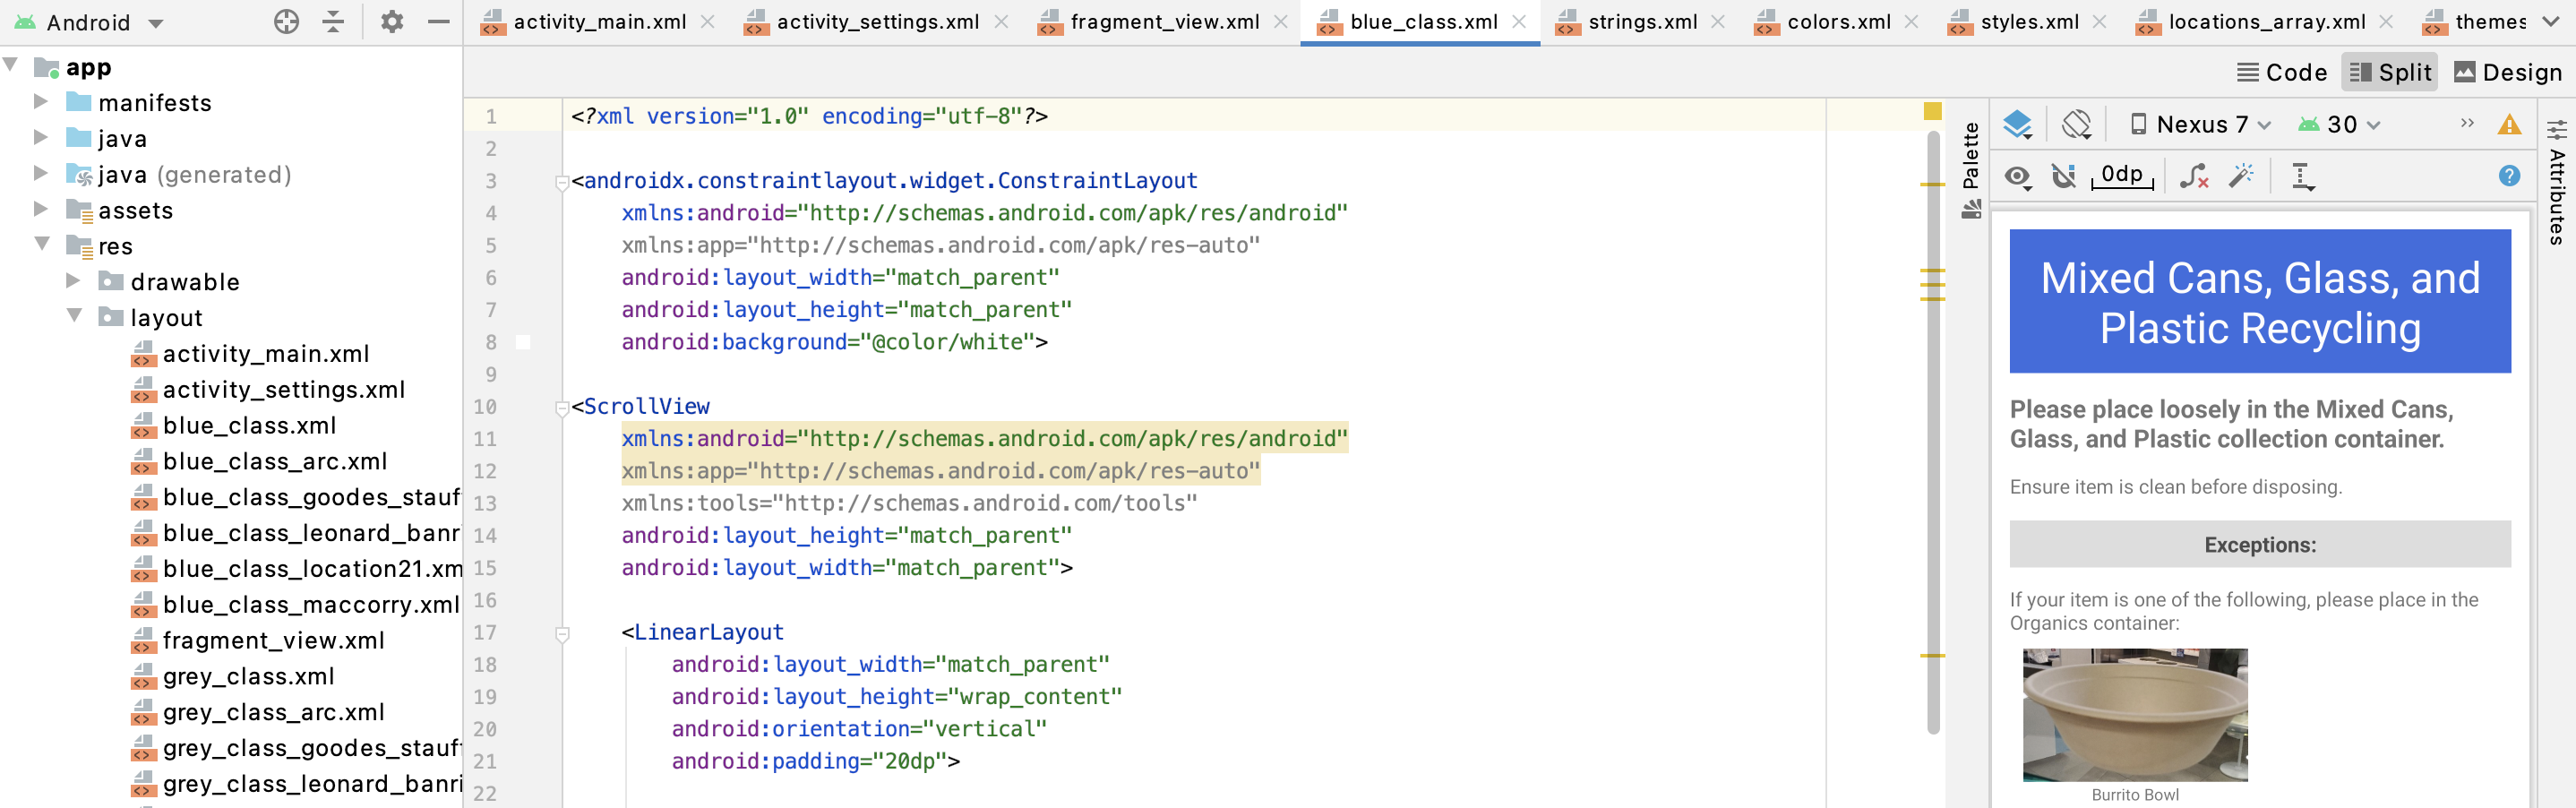 Android
activity_main.xml
activity_settings.xml
fragment_view.xml
blue_class.xml
strings.xml
colors.xml
styles.xml
locations_array.xml
themes
Code
Split
Design
app
manifests
java
java (generated)
assets
res
drawable
layout
activity_main.xml
activity_settings.xml
blue_class.xml
blue_class_arc.xml
blue_class_goodes_stauf
blue_class_leonard_banr
blue_class_location21.xm
blue_class_maccorry.xml
fragment_view.xml
grey_class.xml
grey_class_arc.xml
grey_class_goodes_stauf
grey_class_leonard_banri
1 <?xml version="1.0" encoding="utf-8"?>
2
3 <androidx.constraintlayout.widget.ConstraintLayout
4 xmlns:android="http://schemas.android.com/apk/res/android"
5 xmlns:app="http://schemas.android.com/apk/res-auto"
6 android:layout_width="match_parent"
7 android:layout_height="match_parent"
8 android:background="@color/white">
9
10 <ScrollView
11 xmlns:android="http://schemas.android.com/apk/res/android"
12 xmlns:app="http://schemas.android.com/apk/res-auto"
13 xmlns:tools="http://schemas.android.com/tools"
14 android:layout_height="match_parent"
15 android:layout_width="match_parent">
16
17 <LinearLayout
18 android:layout_width="match_parent"
19 android:layout_height="wrap_content"
20 android:orientation="vertical"
21 android:padding="20dp">
22
Palette
Nexus 7
30
0dp
Attributes
Mixed Cans, Glass, and
Plastic Recycling
Please place loosely in the Mixed Cans,
Glass, and Plastic collection container.
Ensure item is clean before disposing.
Exceptions:
If your item is one of the following, please place in the
Organics container:
Burrito Bowl